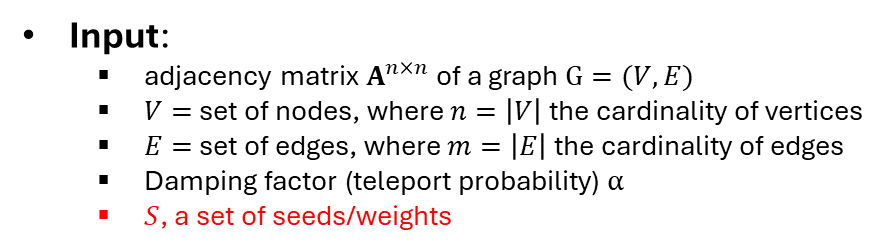 • Input:
▪ adjacency matrix A^{n×n} of a graph G = (V, E)
▪ V = set of nodes, where n = |V| the cardinality of vertices
▪ E = set of edges, where m = |E| the cardinality of edges
▪ Damping factor (teleport probability) α
▪ S, a set of seeds/weights